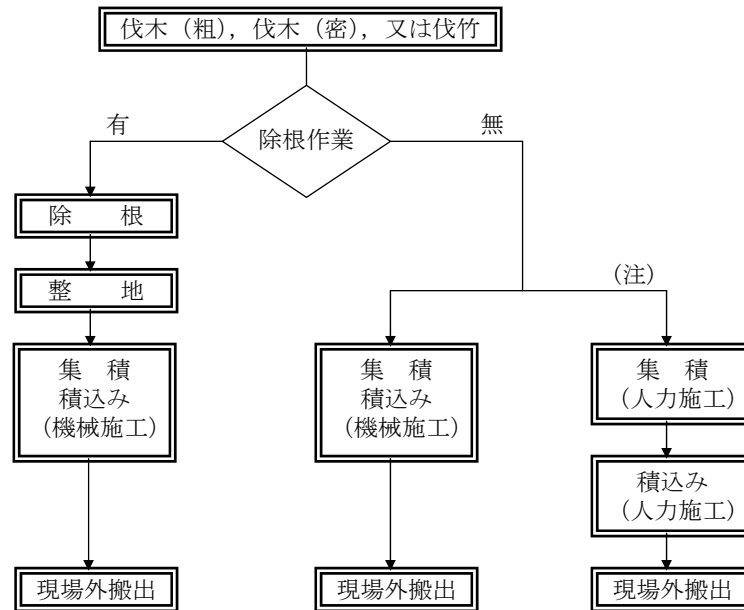 伐木（粗），伐木（密），又は伐竹
除根作業
有
無
除　　根
整　　地
（注）
集　積
積込み
（機械施工）
集　積
積込み
（機械施工）
集　積
（人力施工）
積込み
（人力施工）
現場外搬出
現場外搬出
現場外搬出